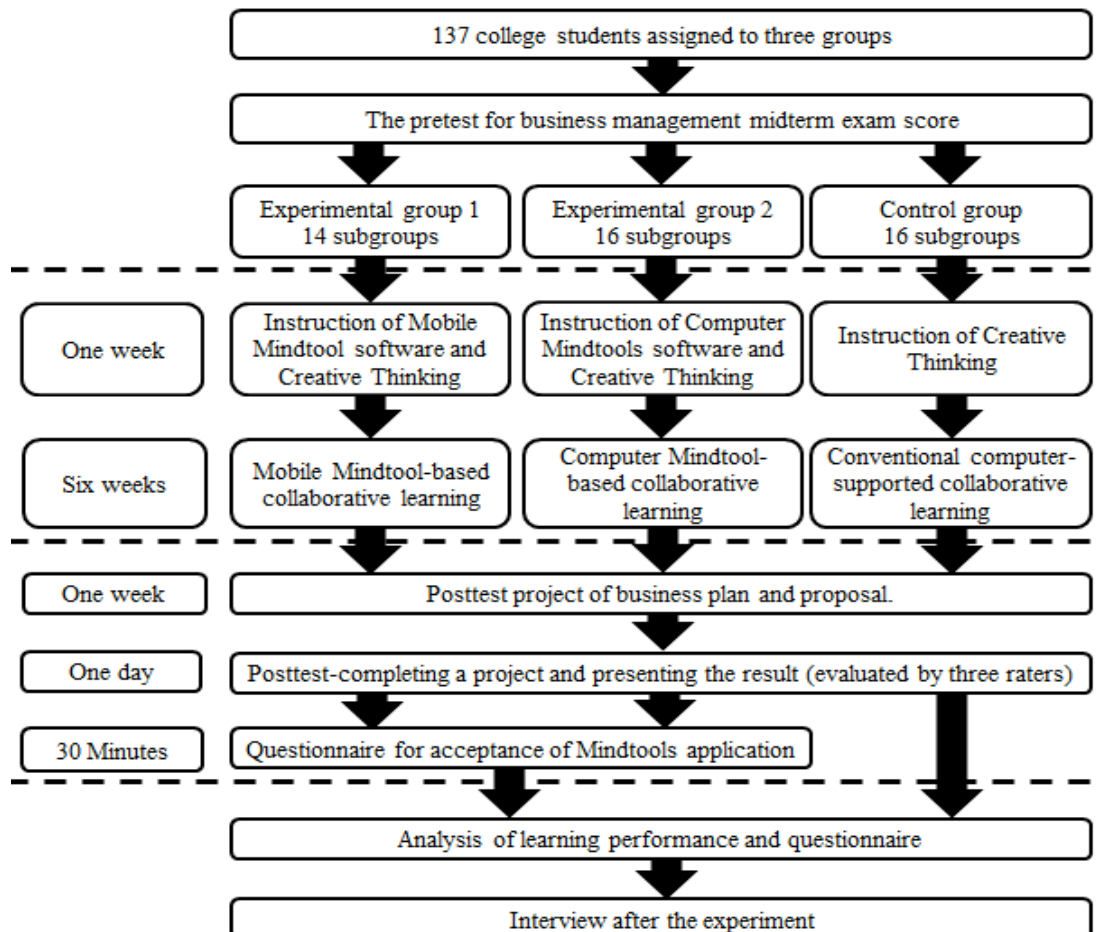 137 college students assigned to three groups
The pretest for business management midterm exam score
Experimental group 1
14 subgroups
Experimental group 2
16 subgroups
Control group
16 subgroups
One week
Instruction of Mobile
Mindtool software and
Creative Thinking
Instruction of Computer
Mindtools software and
Creative Thinking
Instruction of Creative
Thinking
Six weeks
Mobile Mindtool-based
collaborative learning
Computer Mindtool-
based collaborative
learning
Conventional computer-
supported collaborative
learning
One week
Posttest project of business plan and proposal.
One day
Posttest-completing a project and presenting the result (evaluated by three raters)
30 Minutes
Questionnaire for acceptance of Mindtools application
Analysis of learning performance and questionnaire
Interview after the experiment